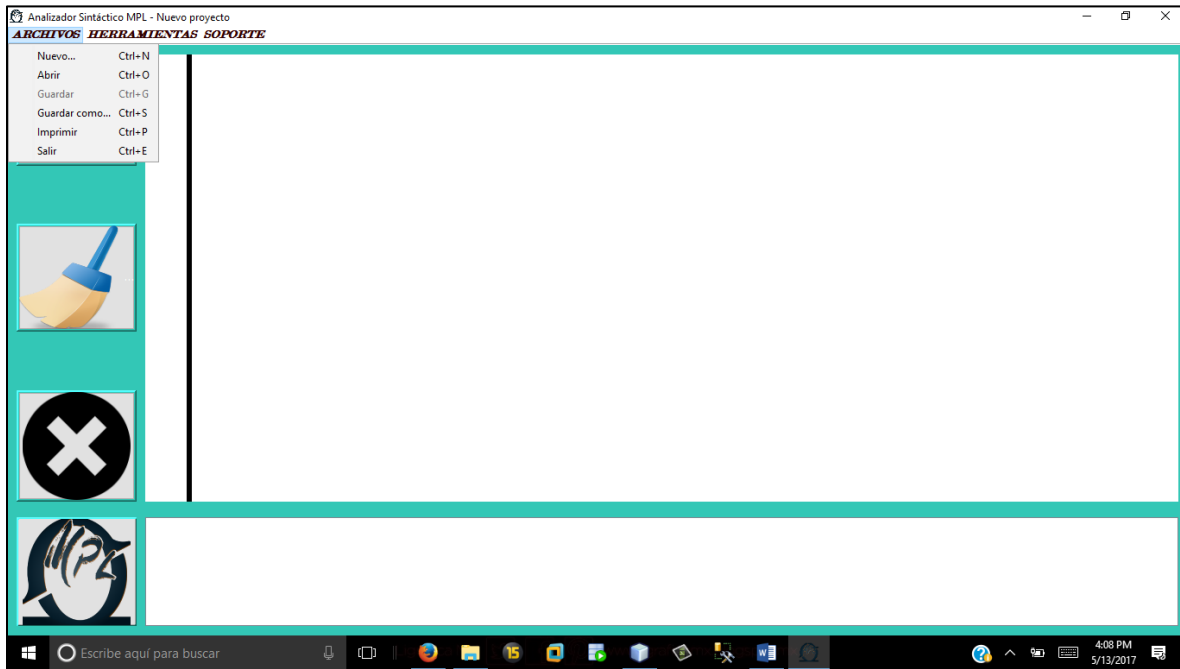 Analizador Sintáctico MPL - Nuevo proyecto
ARCHIVOS HERRAMIENTAS SOPORTE
Nuevo... Ctrl+N
Abrir Ctrl+O
Guardar Ctrl+G
Guardar como... Ctrl+S
Imprimir Ctrl+P
Salir Ctrl+E
MPL
Escribe aquí para buscar
15
4:08 PM
5/13/2017